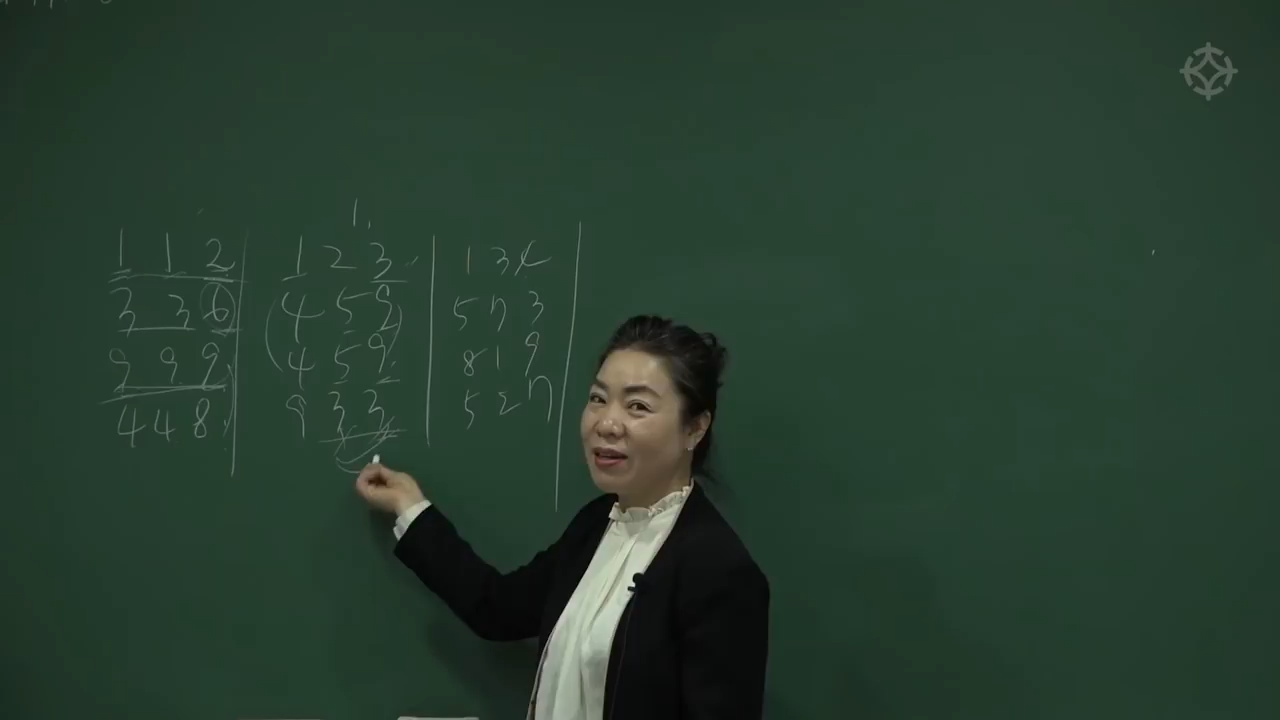 1.
1 1 2 | 1 2 3 | 1 3 4
3 3 6 | 4 5 9 | 5 7 3
9 9 9 | 4 5 9 | 8 1 9
4 4 8 | 9 3 3 | 5 2 7